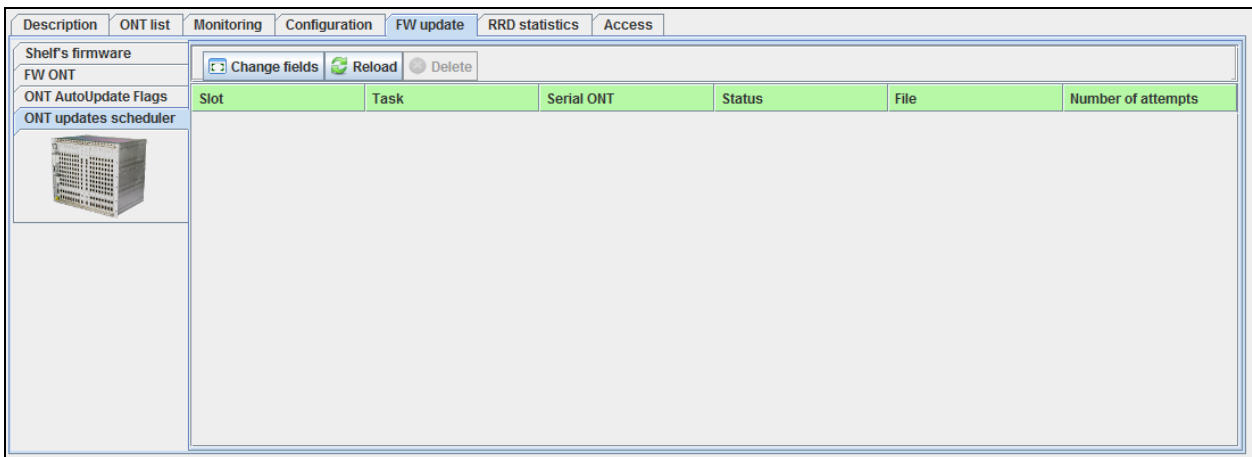 Description ONT list Monitoring Configuration FW update RRD statistics Access
Shelf's firmware
FW ONT
ONT AutoUpdate Flags
ONT updates scheduler
Change fields Reload Delete
Slot Task Serial ONT Status File Number of attempts